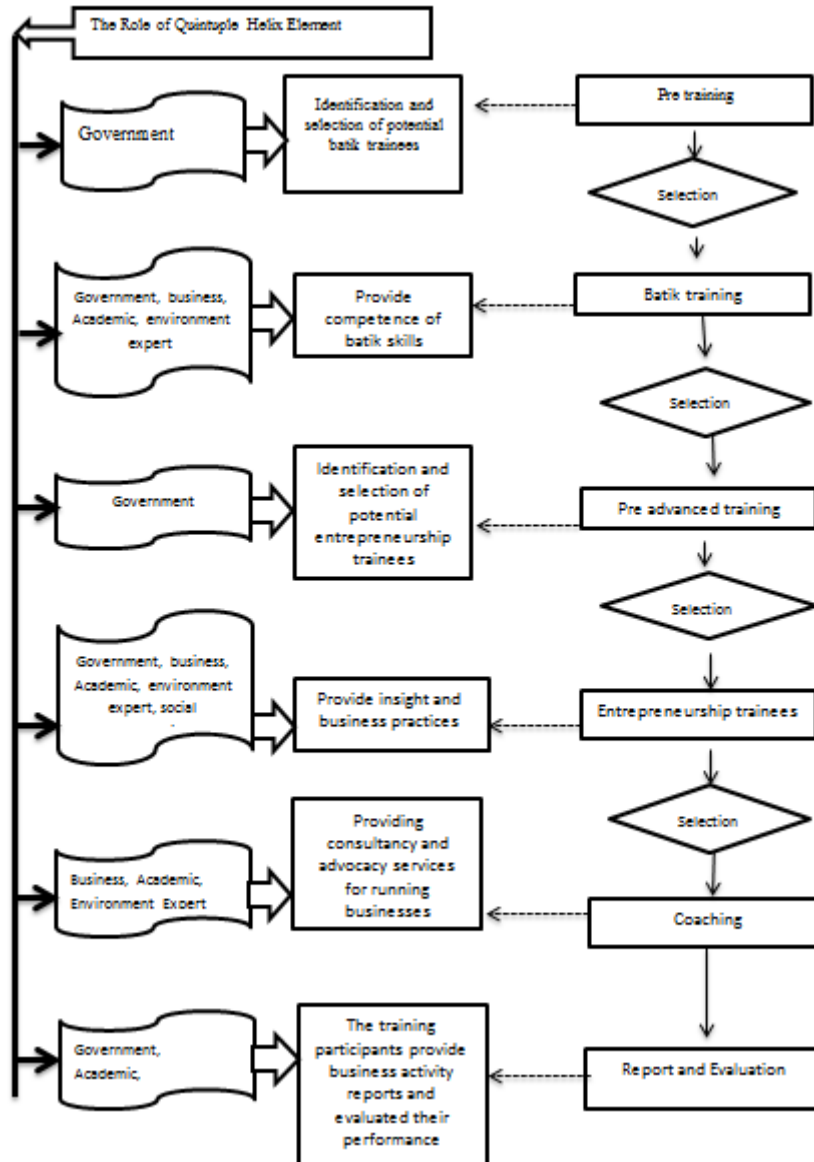 The Role of Quintuple Helix Element
Government
Identification and
selection of potential
batik trainees
Pre training
Selection
Government, business,
Academic, environment
expert
Provide
competence of
batik skills
Batik training
Selection
Government
Identification and
selection of
potential
entrepreneurship
trainees
Pre advanced training
Selection
Government, business,
Academic, environment
expert, social
Provide insight and
business practices
Entrepreneurship trainees
Selection
Business, Academic,
Environment Expert
Providing
consultancy and
advocacy services
for running
businesses
Coaching
Government,
Academic,
The training
participants provide
business activity
reports and
evaluated their
performance
Report and Evaluation